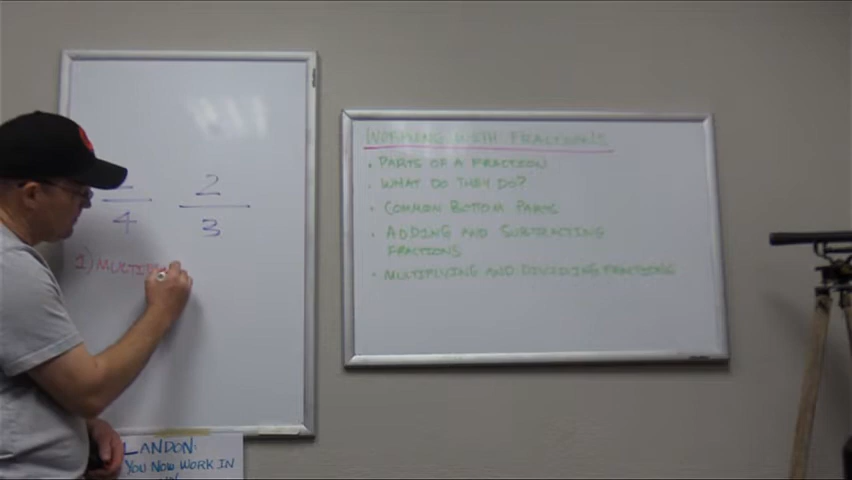 2
4 3
1) MULTIPLY
WORKING WITH FRACTIONS
• PARTS OF A FRACTION
• WHAT DO THEY DO?
• COMMON BOTTOM PARTS
• ADDING AND SUBTRACTING
FRACTIONS
• MULTIPLYING AND DIVIDING FRACTIONS
LANDON:
YOU NOW WORK IN